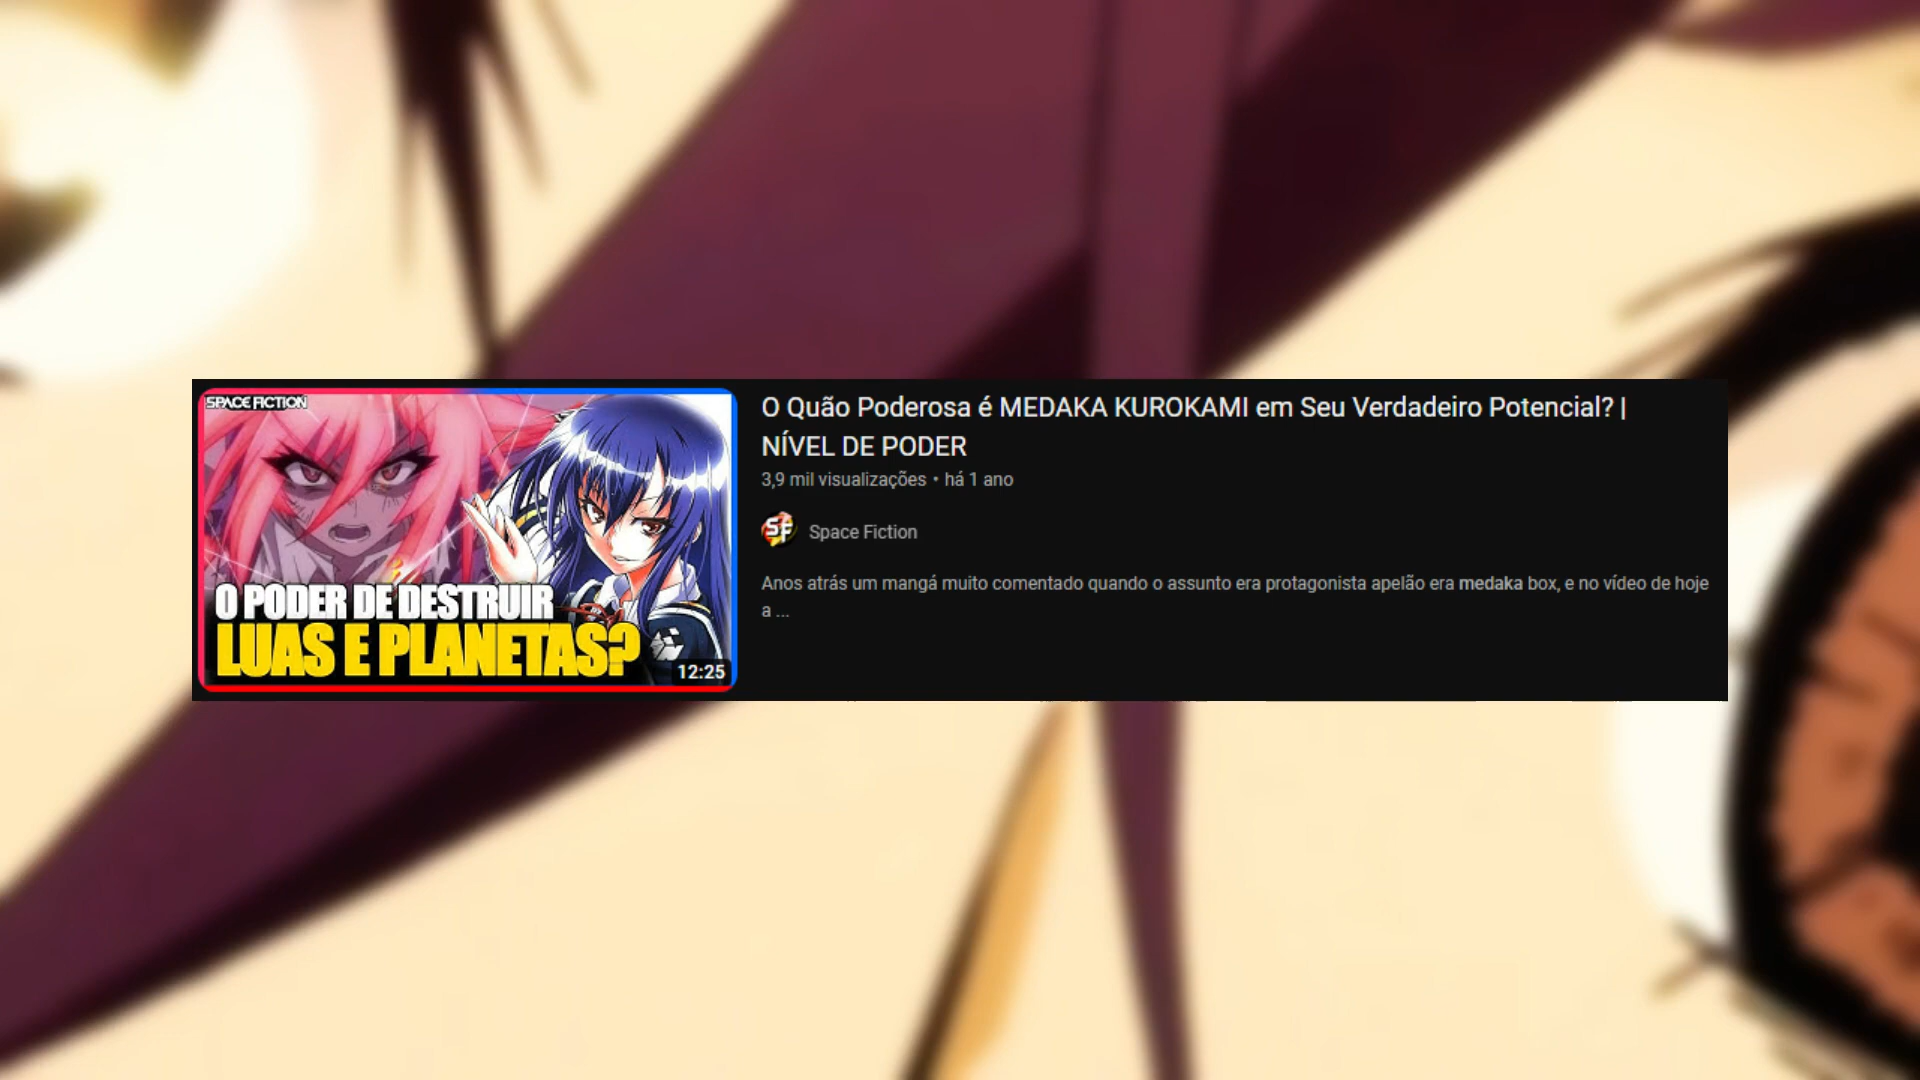 SPACE FICTION
O PODER DE DESTRUIR
LUAS E PLANETAS?
12:25
O Quão Poderosa é MEDAKA KUROKAMI em Seu Verdadeiro Potencial? |
NÍVEL DE PODER
3,9 mil visualizações • há 1 ano
SF
Space Fiction
Anos atrás um mangá muito comentado quando o assunto era protagonista apelão era medaka box, e no vídeo de hoje
a ...